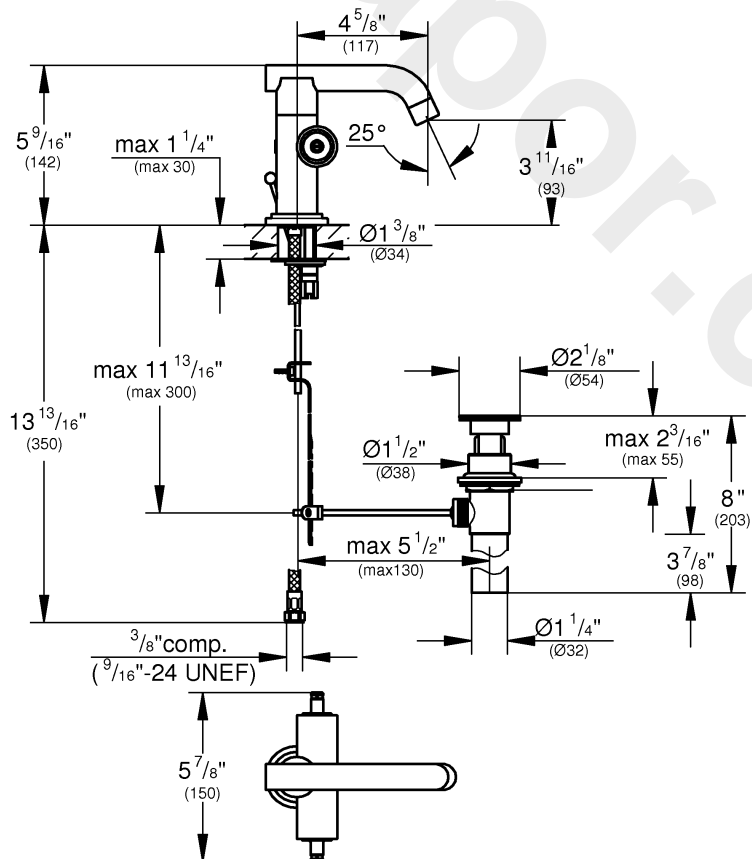 4 5/8"
(117)
5 9/16"
(142)
max 1 1/4"
(max 30)
25°
3 11/16"
(93)
Ø1 3/8"
(Ø34)
max 11 13/16"
(max 300)
13 13/16"
(350)
Ø2 1/8"
(Ø54)
Ø1 1/2"
(Ø38)
max 2 3/16"
(max 55)
8"
(203)
max 5 1/2"
(max130)
3 7/8"
(98)
3/8"comp.
(9/16"-24 UNEF)
Ø1 1/4"
(Ø32)
5 7/8"
(150)